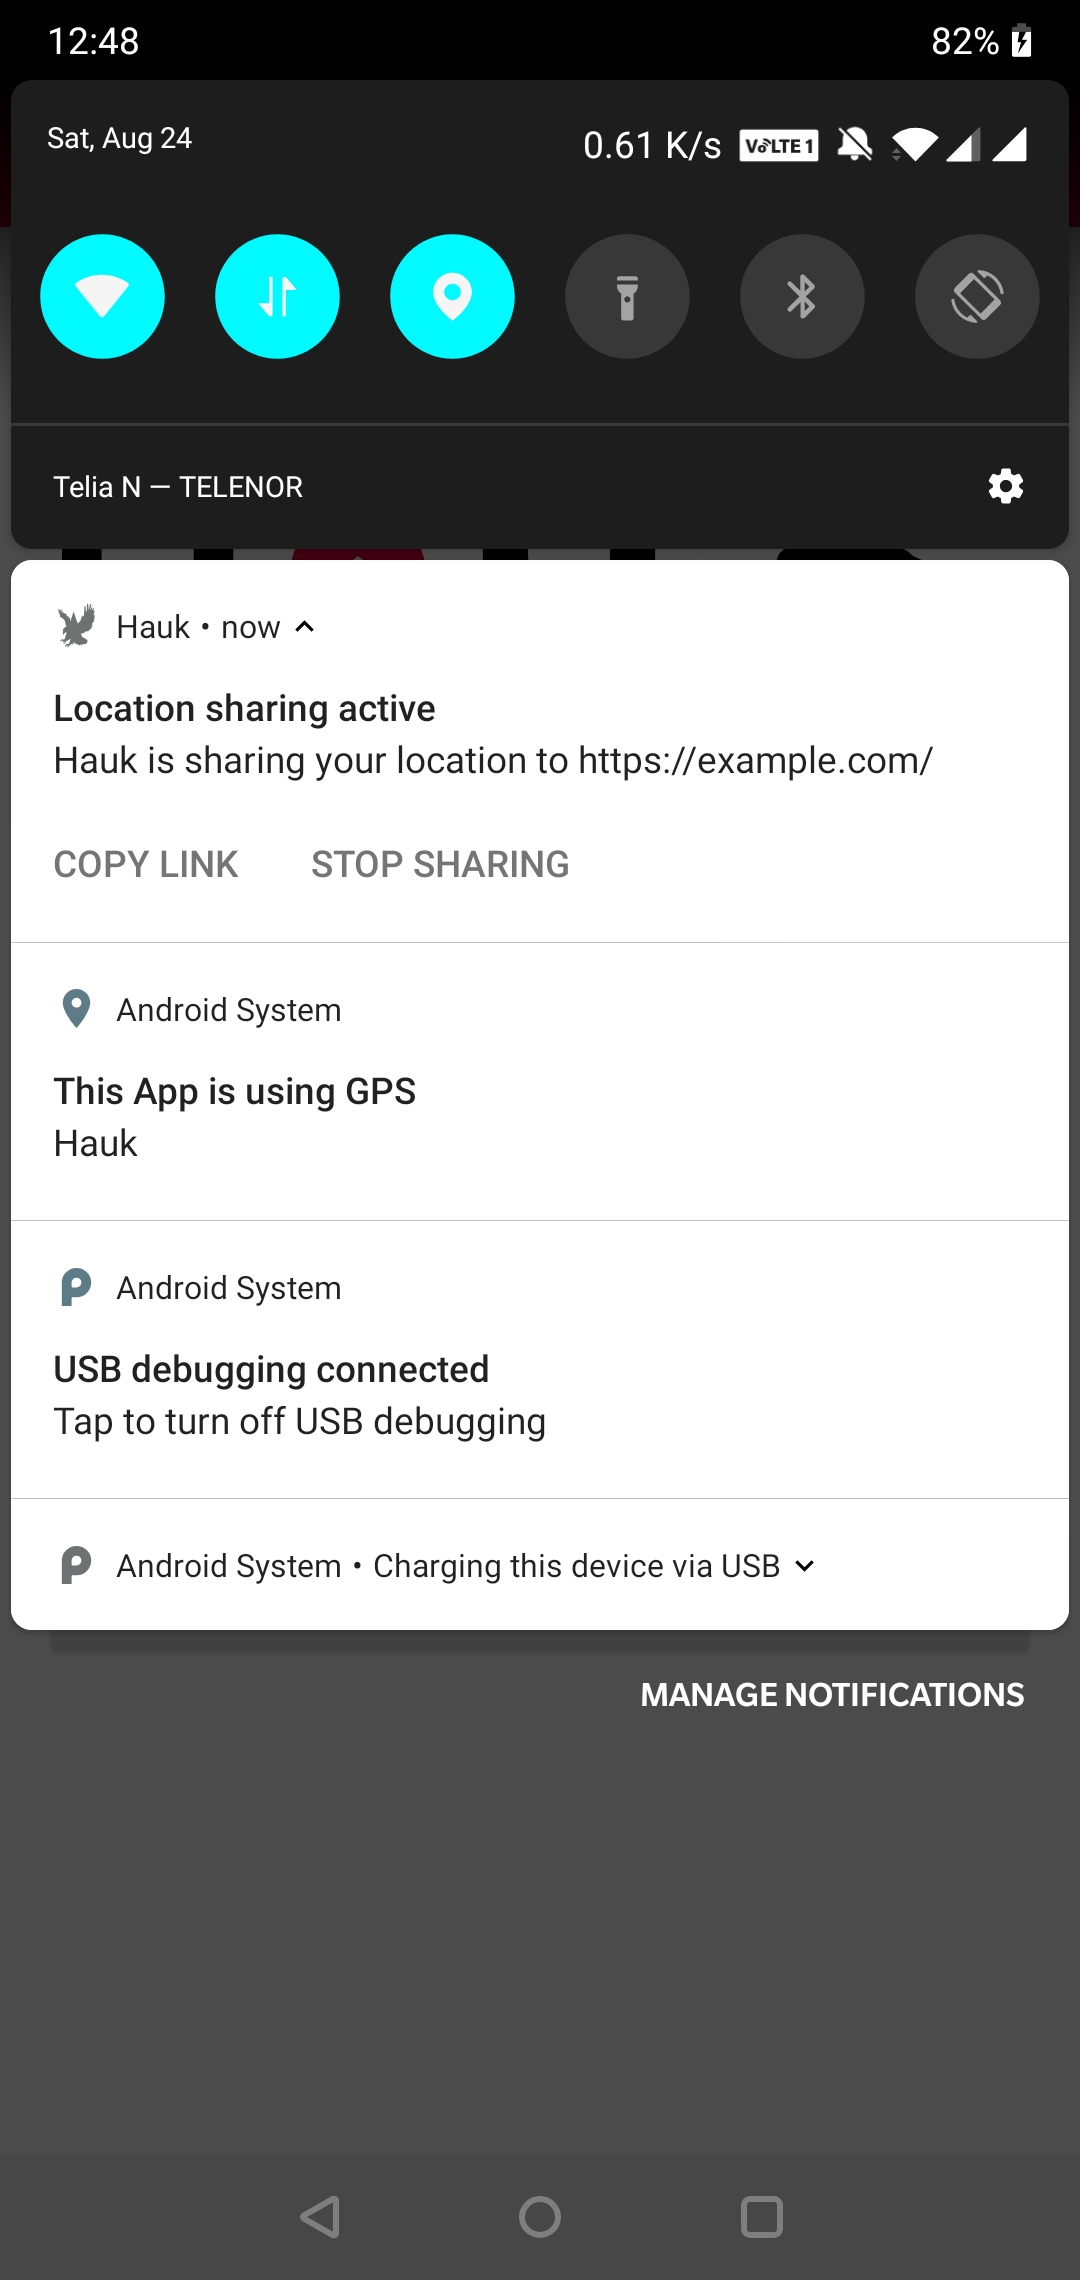 12:48
82%
Sat, Aug 24
0.61 K/s
VoLTE 1
Telia N — TELENOR
Hauk • now
Location sharing active
Hauk is sharing your location to https://example.com/
COPY LINK
STOP SHARING
Android System
This App is using GPS
Hauk
Android System
USB debugging connected
Tap to turn off USB debugging
Android System • Charging this device via USB
MANAGE NOTIFICATIONS